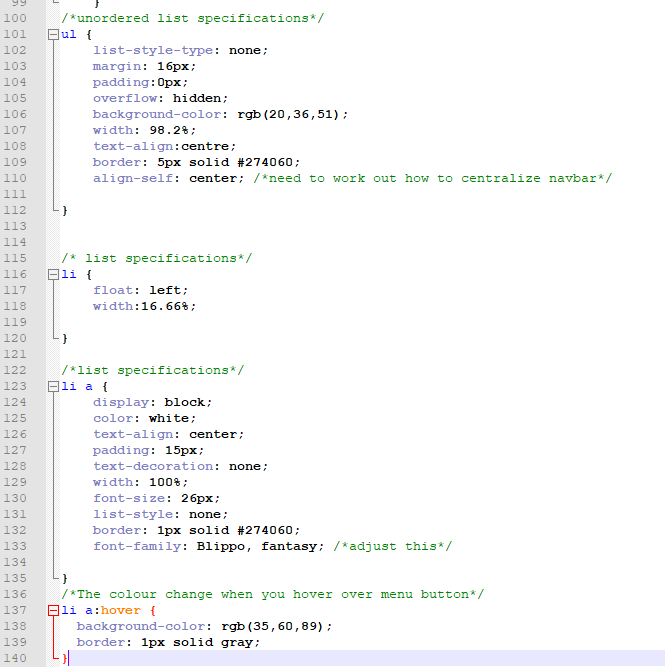 99 }
100 /*unordered list specifications*/
101 ul {
102 list-style-type: none;
103 margin: 16px;
104 padding:0px;
105 overflow: hidden;
106 background-color: rgb(20,36,51);
107 width: 98.2%;
108 text-align:centre;
109 border: 5px solid #274060;
110 align-self: center; /*need to work out how to centralize navbar*/
111
112 }
113
114
115 /* list specifications*/
116 li {
117 float: left;
118 width:16.66%;
119
120 }
121
122 /*list specifications*/
123 li a {
124 display: block;
125 color: white;
126 text-align: center;
127 padding: 15px;
128 text-decoration: none;
129 width: 100%;
130 font-size: 26px;
131 list-style: none;
132 border: 1px solid #274060;
133 font-family: Blippo, fantasy; /*adjust this*/
134
135 }
136 /*The colour change when you hover over menu button*/
137 li a:hover {
138 background-color: rgb(35,60,89);
139 border: 1px solid gray;
140 }